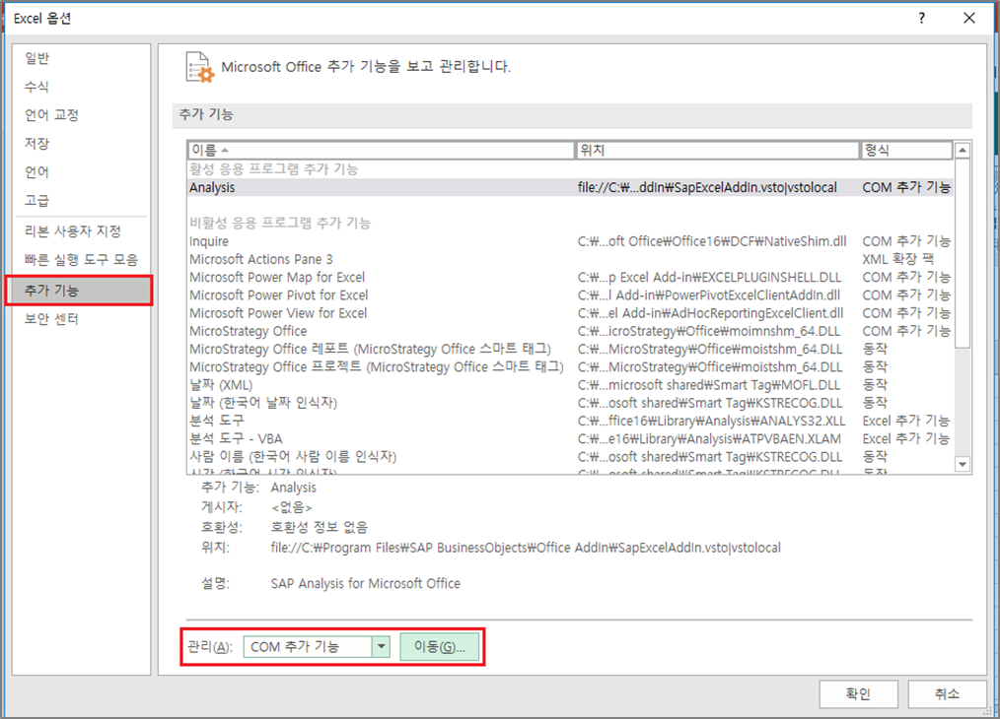 Excel 옵션
일반
수식
언어 교정
저장
언어
고급
리본 사용자 지정
빠른 실행 도구 모음
추가 기능
보안 센터
Microsoft Office 추가 기능을 보고 관리합니다.
추가 기능
이름 위치 형식
활성 응용 프로그램 추가 기능
Analysis file://C:₩...ddIn₩SapExcelAddIn.vsto|vstolocal COM 추가 기능
비활성 응용 프로그램 추가 기능
Inquire C:₩...oft Office₩Office16₩DCF₩NativeShim.dll COM 추가 기능
Microsoft Actions Pane 3 XML 확장 팩
Microsoft Power Map for Excel C:₩...p Excel Add-in₩EXCELPLUGINSHELL.DLL COM 추가 기능
Microsoft Power Pivot for Excel C:₩...l Add-in₩PowerPivotExcelClientAddIn.dll COM 추가 기능
Microsoft Power View for Excel C:₩...el Add-in₩AdHocReportingExcelClient.dll COM 추가 기능
MicroStrategy Office C:₩...icroStrategy₩Office₩moimnshm_64.DLL COM 추가 기능
MicroStrategy Office 레포트 (MicroStrategy Office 스마트 태그) C:₩...MicroStrategy₩Office₩moistshm_64.DLL 동작
MicroStrategy Office 프로젝트 (MicroStrategy Office 스마트 태그) C:₩...MicroStrategy₩Office₩moistshm_64.DLL 동작
날짜 (XML) C:₩...microsoft shared₩Smart Tag₩MOFL.DLL 동작
날짜 (한국어 날짜 인식자) C:₩...osoft shared₩Smart Tag₩KSTRECOG.DLL 동작
분석 도구 C:₩...ffice16₩Library₩Analysis₩ANALYS32.XLL Excel 추가 기능
분석 도구 - VBA C:₩...e16₩Library₩Analysis₩ATPVBAEN.XLAM Excel 추가 기능
사람 이름 (한국어 사람 이름 인식자) C:₩...osoft shared₩Smart Tag₩KSTRECOG.DLL 동작
시간 (한국어 시간 인식자) C:₩...osoft shared₩Smart Tag₩KSTRECOG.DLL 동작
추가 기능: Analysis
게시자: <없음>
호환성: 호환성 정보 없음
위치: file://C:₩Program Files₩SAP BusinessObjects₩Office AddIn₩SapExcelAddIn.vsto|vstolocal
설명: SAP Analysis for Microsoft Office
관리(A): COM 추가 기능 이동(G)...
확인 취소